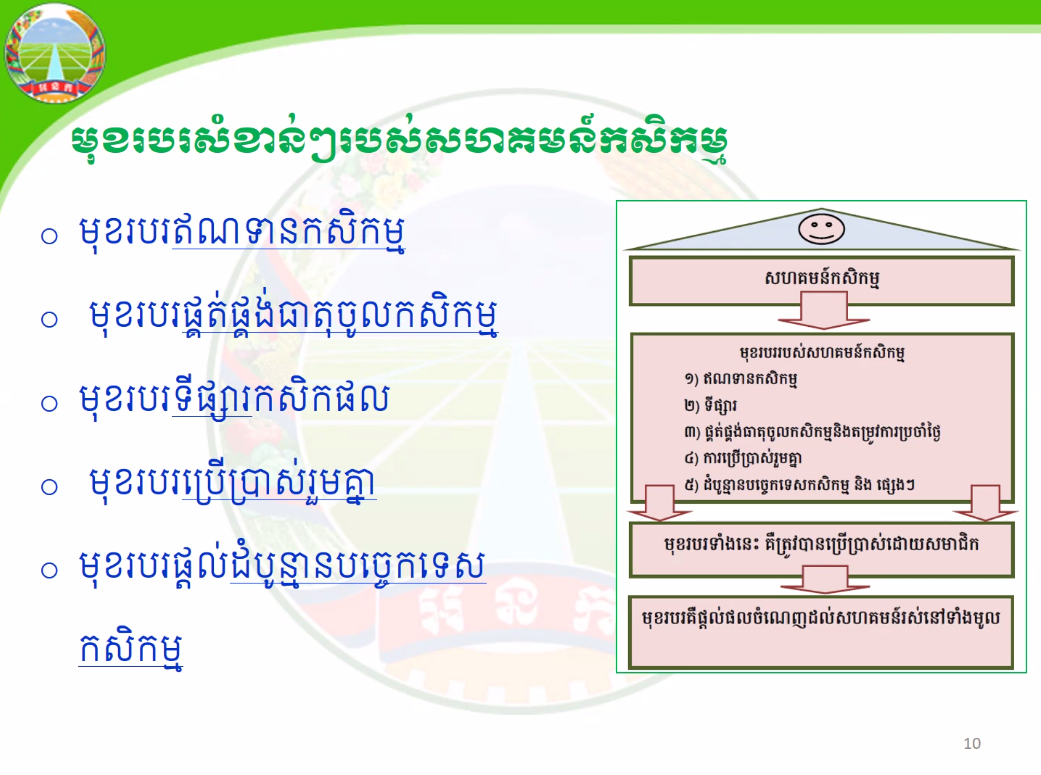 មុខរបរសំខាន់ៗរបស់សហគមន៍កសិកម្ម
○ មុខរបរឥណទានកសិកម្ម
○ មុខរបរផ្គត់ផ្គង់ធាតុចូលកសិកម្ម
○ មុខរបរទីផ្សារកសិកផល
○ មុខរបរប្រើប្រាស់រួមគ្នា
○ មុខរបរផ្តល់ដំបូន្មានបច្ចេកទេស
កសិកម្ម
សហគមន៍កសិកម្ម
មុខរបររបស់សហគមន៍កសិកម្ម
១) ឥណទានកសិកម្ម
២) ទីផ្សារ
៣) ផ្គត់ផ្គង់ធាតុចូលកសិកម្មនិងតម្រូវការប្រចាំថ្ងៃ
៤) ការប្រើប្រាស់រួមគ្នា
៥) ដំបូន្មានបច្ចេកទេសកសិកម្ម និង ផ្សេងៗ
មុខរបរទាំងនេះ គឺត្រូវបានប្រើប្រាស់ដោយសមាជិក
មុខរបរគឺផ្តល់ផលចំណេញដល់សហគមន៍រស់នៅទាំងមូល
10